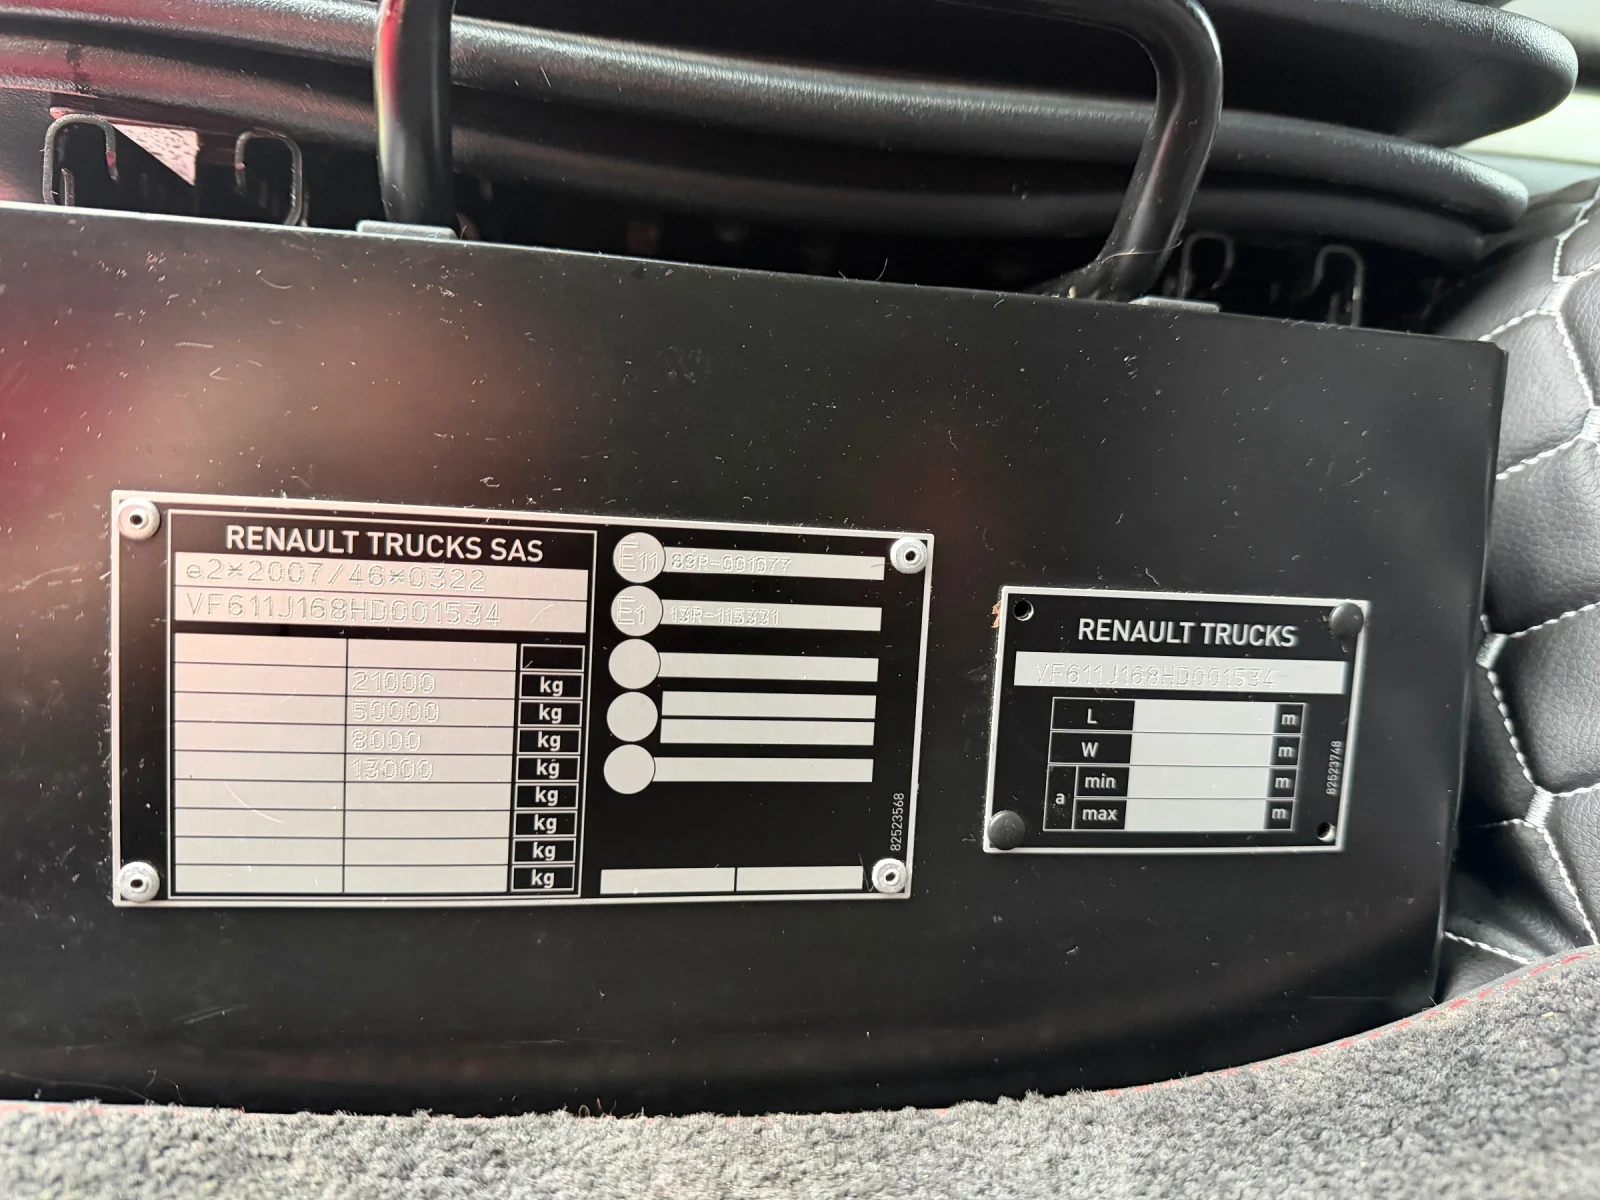 RENAULT TRUCKS SAS
e2*2007/46*0322
VF611J168HD001534
21000 kg
50000 kg
8000 kg
13000 kg
kg
kg
kg
kg
E11 89R-001077
E1 13R-115331
82523568
RENAULT TRUCKS
VF611J168HD001534
L m
W m
a min m
max m
82523748